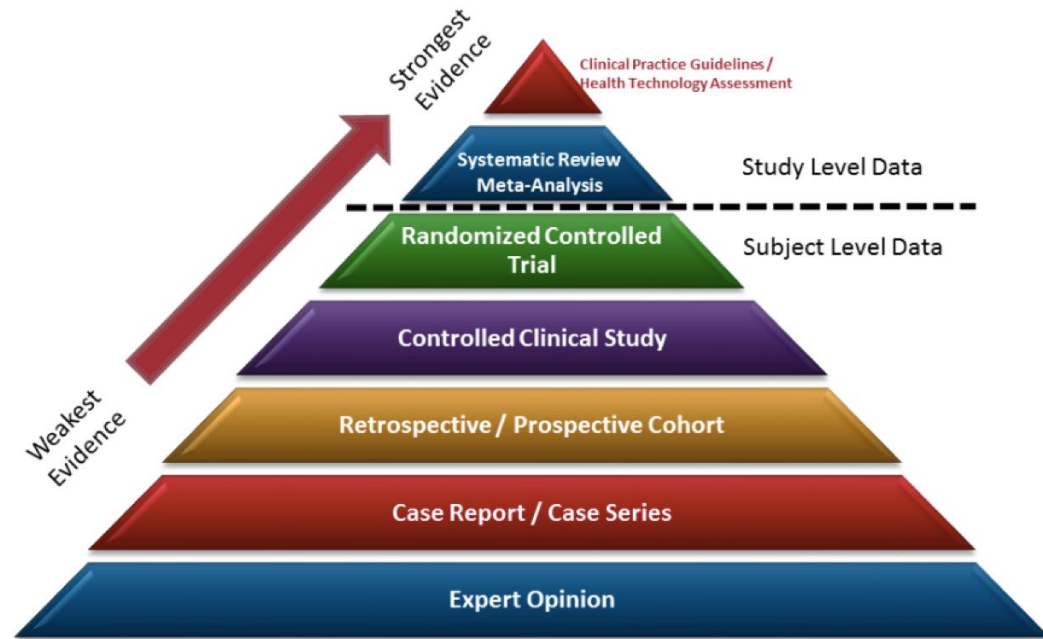 Strongest
Evidence
Clinical Practice Guidelines /
Health Technology Assessment
Systematic Review
Meta-Analysis
Study Level Data
Randomized Controlled
Trial
Subject Level Data
Controlled Clinical Study
Weakest
Evidence
Retrospective / Prospective Cohort
Case Report / Case Series
Expert Opinion